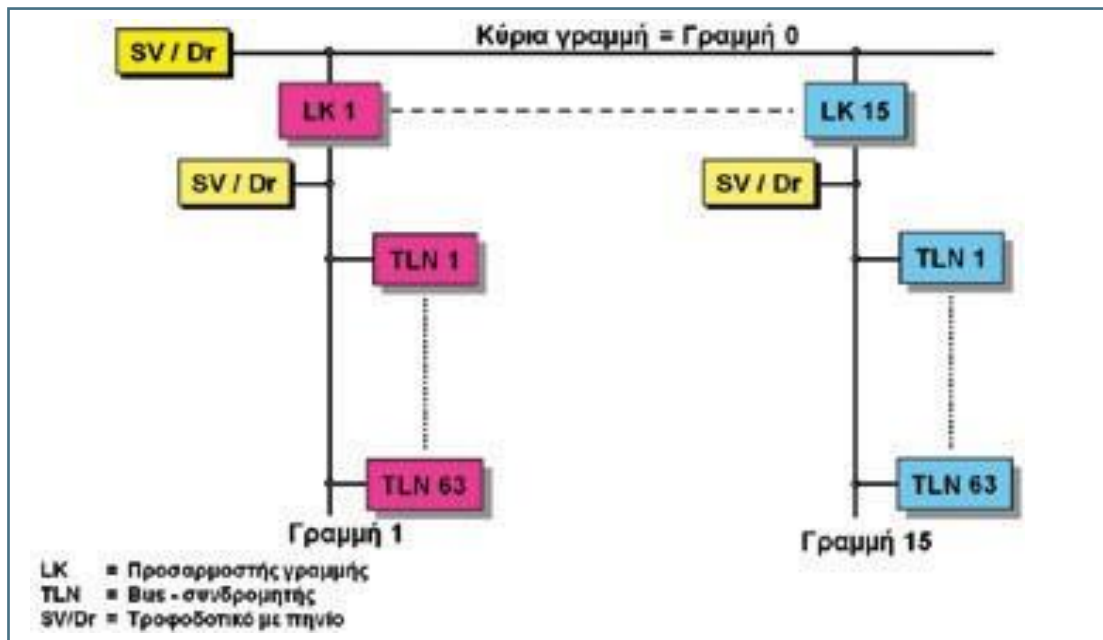 Κύρια γραμμή = Γραμμή 0
SV / Dr
LK 1
LK 15
SV / Dr
SV / Dr
TLN 1
TLN 1
TLN 63
TLN 63
Γραμμή 1
Γραμμή 15
LK = Προσαρμοστής γραμμής
TLN = Bus - συνδρομητής
SV/Dr = Τροφοδοτικό με πηνίο